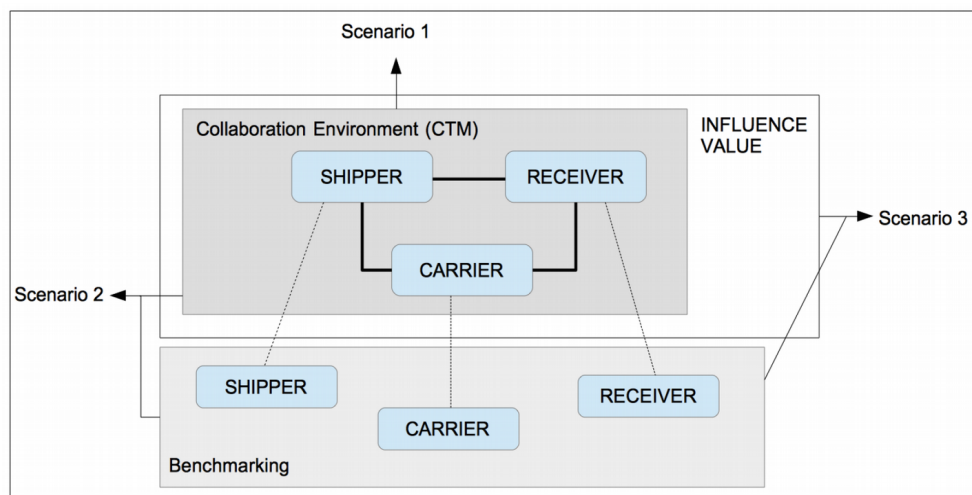 Scenario 1
Collaboration Environment (CTM)
INFLUENCE
VALUE
SHIPPER
RECEIVER
Scenario 3
CARRIER
Scenario 2
SHIPPER
RECEIVER
CARRIER
Benchmarking